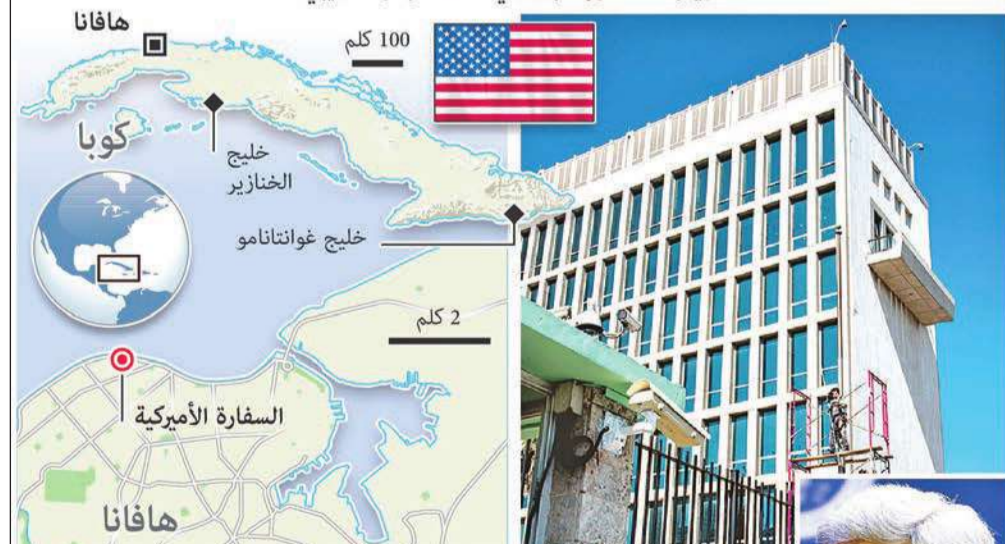 هافانا
100 كلم
كوبا
خليج
الخنازير
خليج غوانتانامو
2 كلم
السفارة الأميركية
هافانا